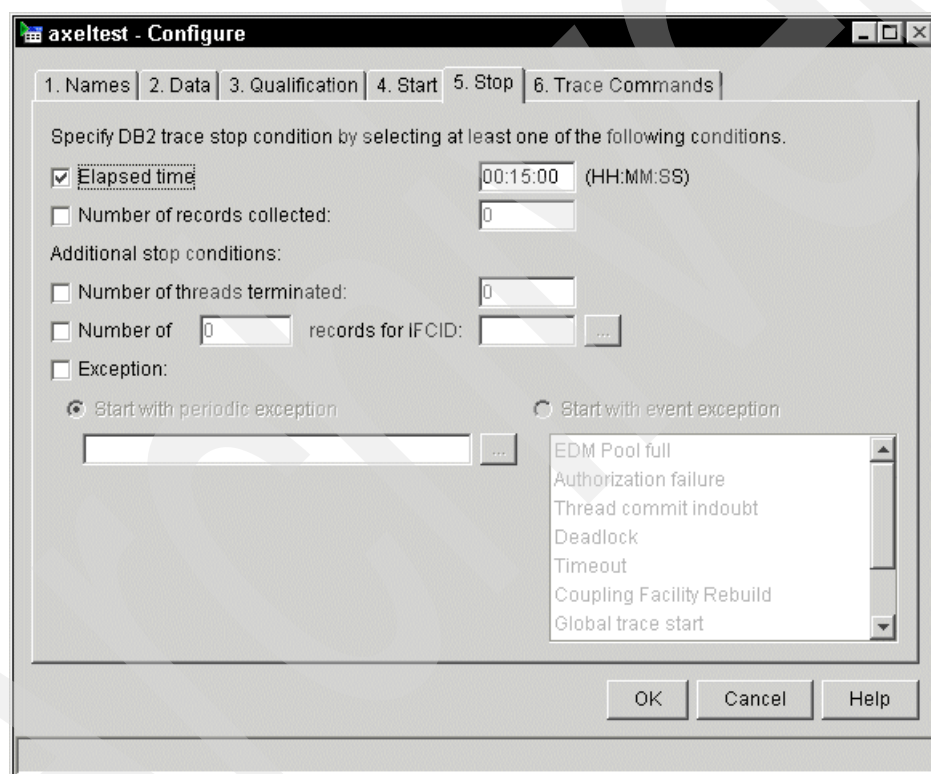 axeltest - Configure
1. Names 2. Data 3. Qualification 4. Start 5. Stop 6. Trace Commands
Specify DB2 trace stop condition by selecting at least one of the following conditions.
Elapsed time 00:15:00 (HH:MM:SS)
Number of records collected: 0
Additional stop conditions:
Number of threads terminated: 0
Number of 0 records for IFCID: ...
Exception:
Start with periodic exception Start with event exception
...
EDM Pool full
Authorization failure
Thread commit indoubt
Deadlock
Timeout
Coupling Facility Rebuild
Global trace start
OK Cancel Help